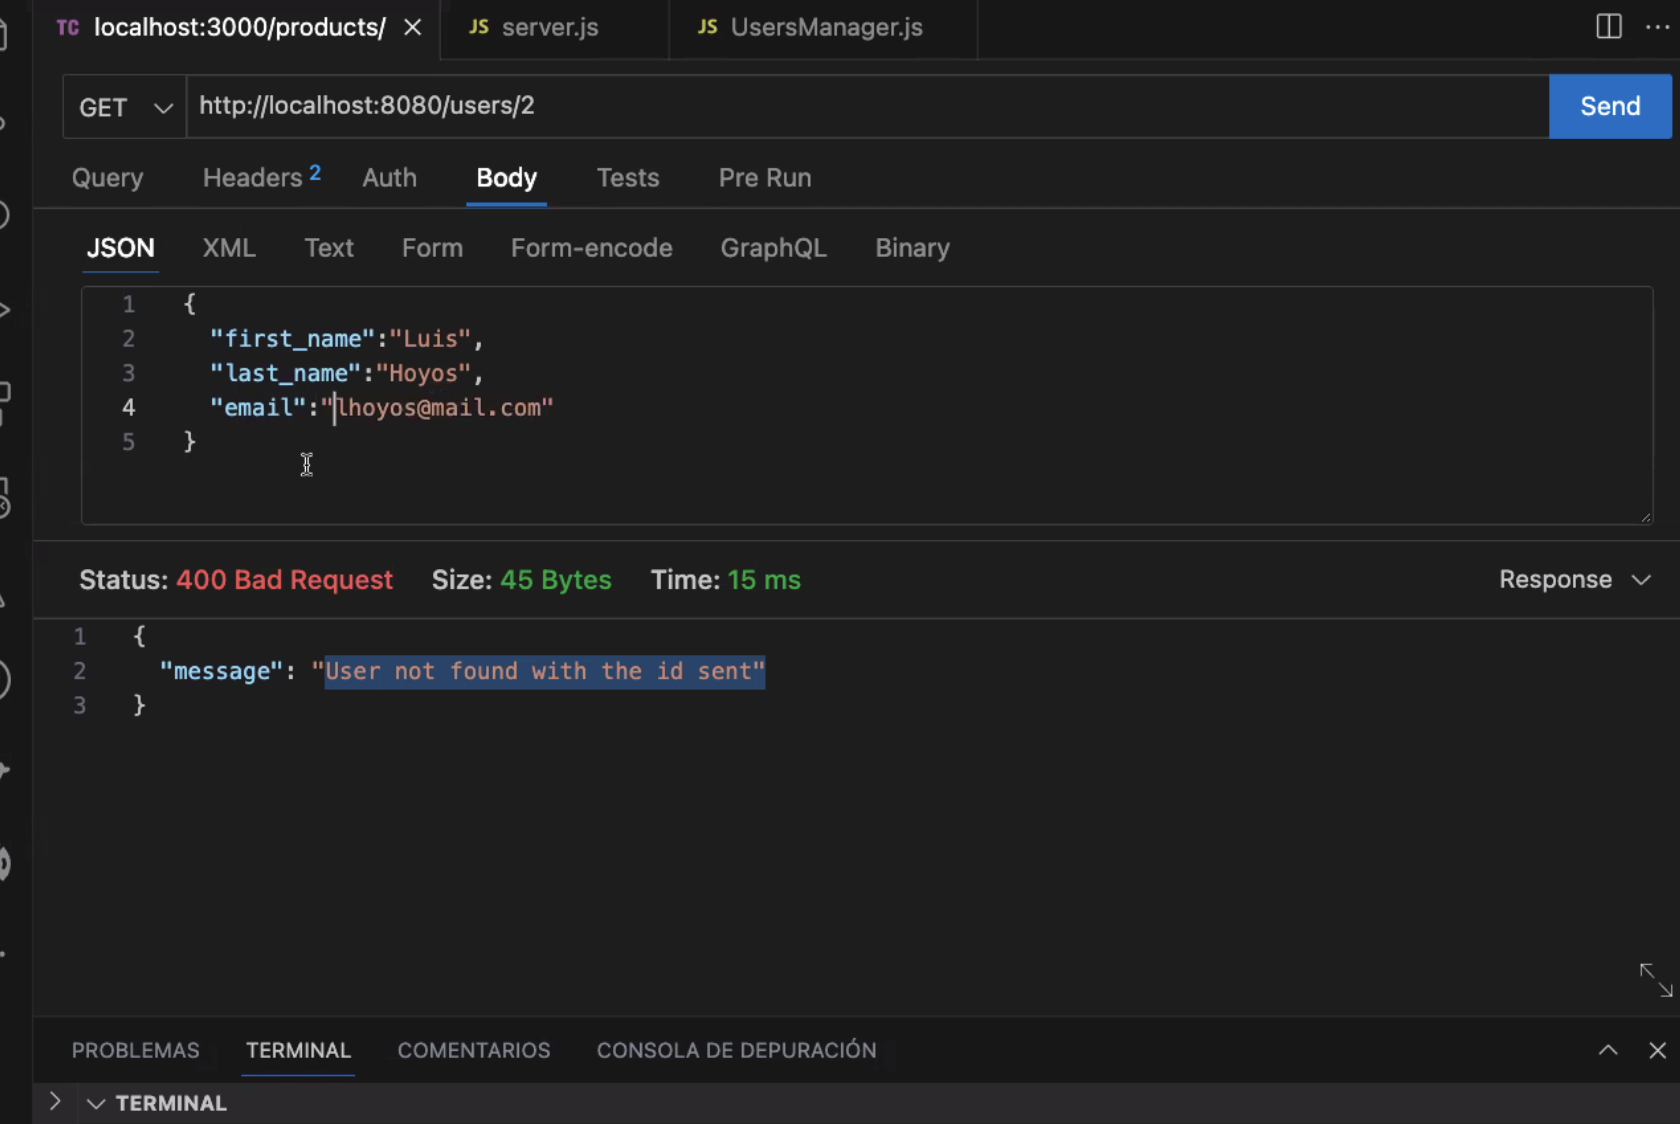 TC localhost:3000/products/ JS server.js JS UsersManager.js
GET http://localhost:8080/users/2 Send
Query Headers 2 Auth Body Tests Pre Run
JSON XML Text Form Form-encode GraphQL Binary
1 {
2 "first_name":"Luis",
3 "last_name":"Hoyos",
4 "email":"lhoyos@mail.com"
5 }
Status: 400 Bad Request Size: 45 Bytes Time: 15 ms Response
1 {
2 "message": "User not found with the id sent"
3 }
PROBLEMAS TERMINAL COMENTARIOS CONSOLA DE DEPURACIÓN
TERMINAL